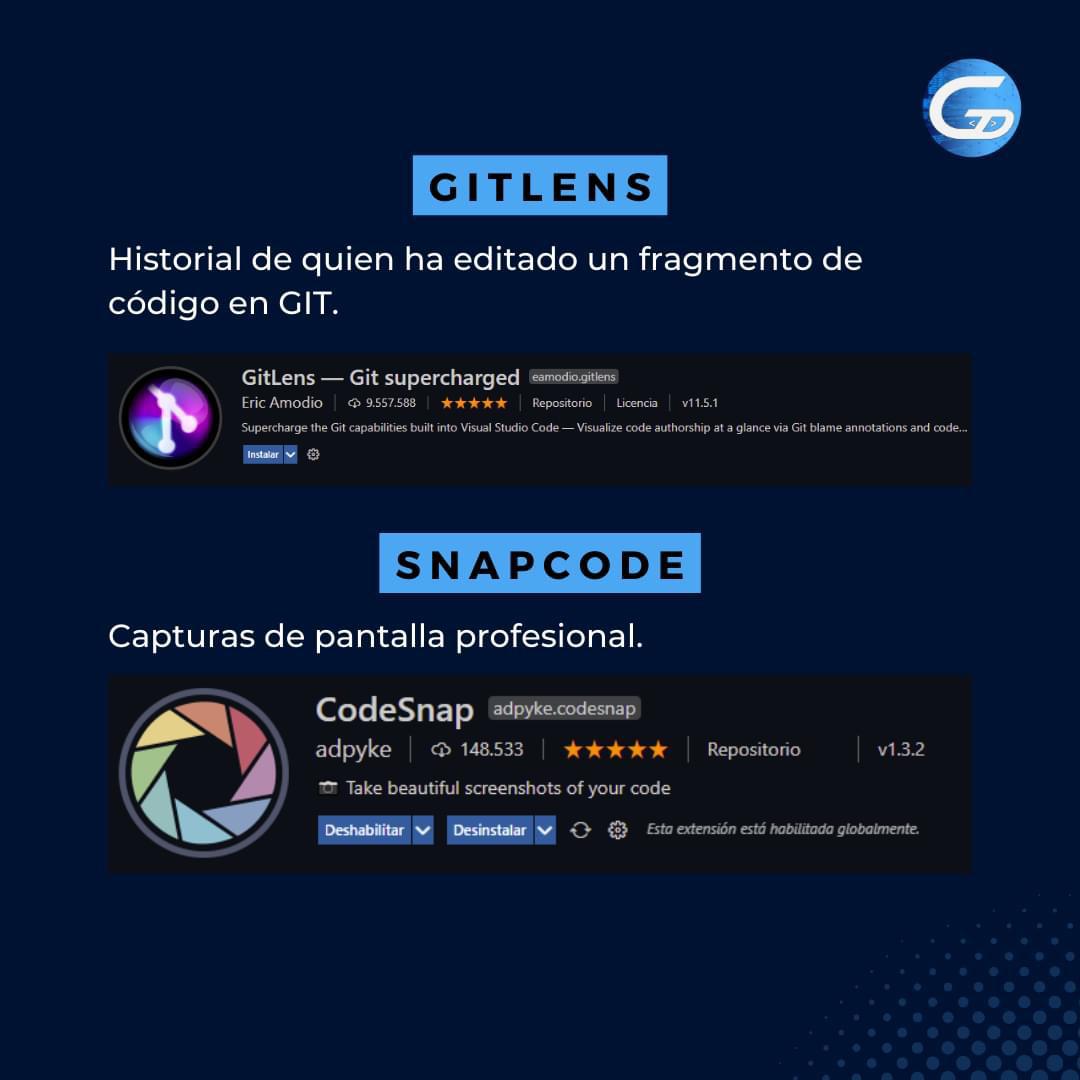 GD
GITLENS
Historial de quien ha editado un fragmento de
código en GIT.
GitLens — Git supercharged eamodio.gitlens
Eric Amodio | 9.557.588 | ★★★★★ | Repositorio | Licencia | v11.5.1
Supercharge the Git capabilities built into Visual Studio Code — Visualize code authorship at a glance via Git blame annotations and code...
Instalar
SNAPCODE
Capturas de pantalla profesional.
CodeSnap adpyke.codesnap
adpyke | 148.533 | ★★★★★ | Repositorio | v1.3.2
📷 Take beautiful screenshots of your code
Deshabilitar Desinstalar Esta extensión está habilitada globalmente.